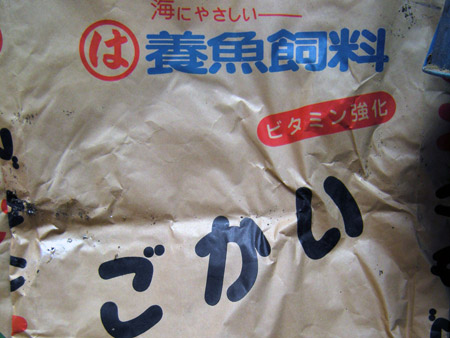 海にやさしい――
は 養魚飼料
ビタミン強化
ごかい